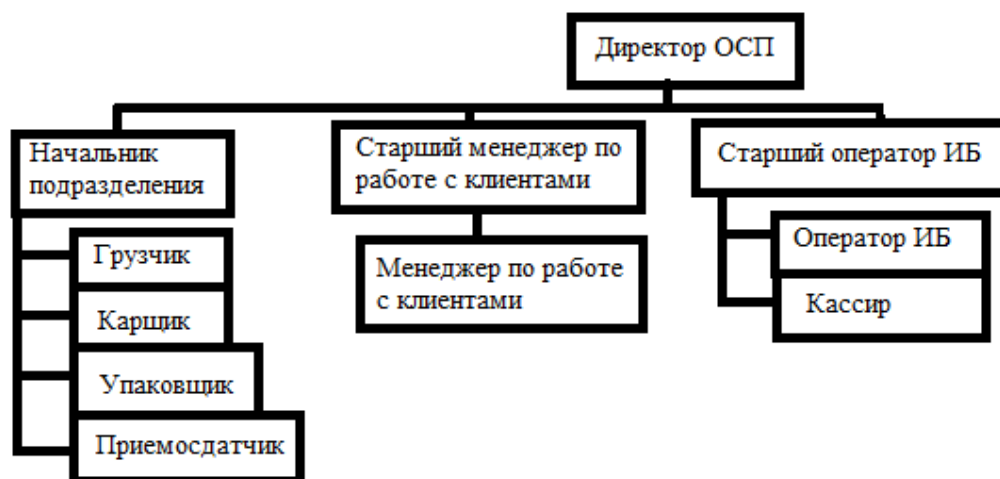 Директор ОСП
Начальник
подразделения
Старший менеджер по
работе с клиентами
Старший оператор ИБ
Грузчик
Карщик
Упаковщик
Приемосдатчик
Менеджер по работе
с клиентами
Оператор ИБ
Кассир